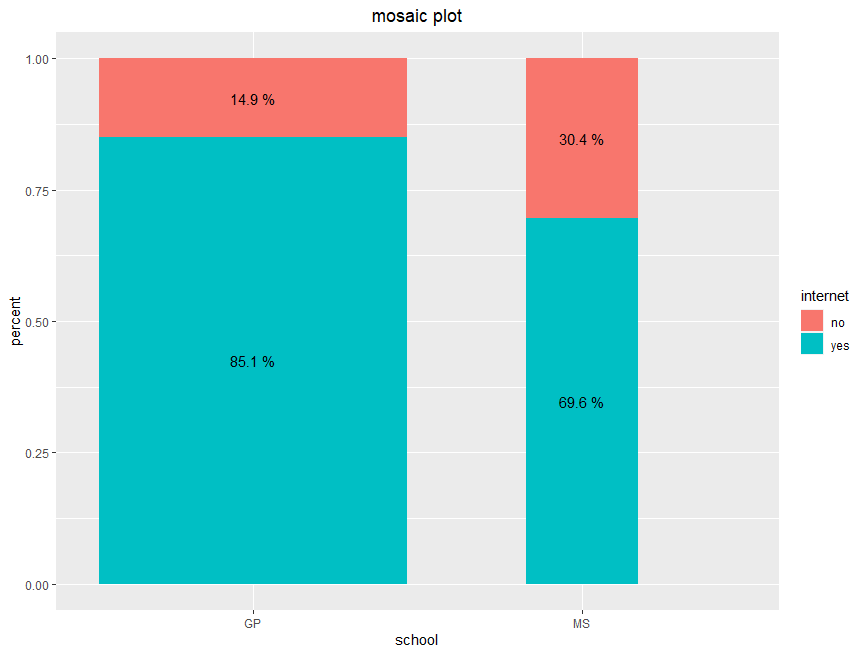 mosaic plot
1.00
0.75
0.50
0.25
0.00
percent
14.9 %
85.1 %
30.4 %
69.6 %
GP
MS
school
internet
no
yes